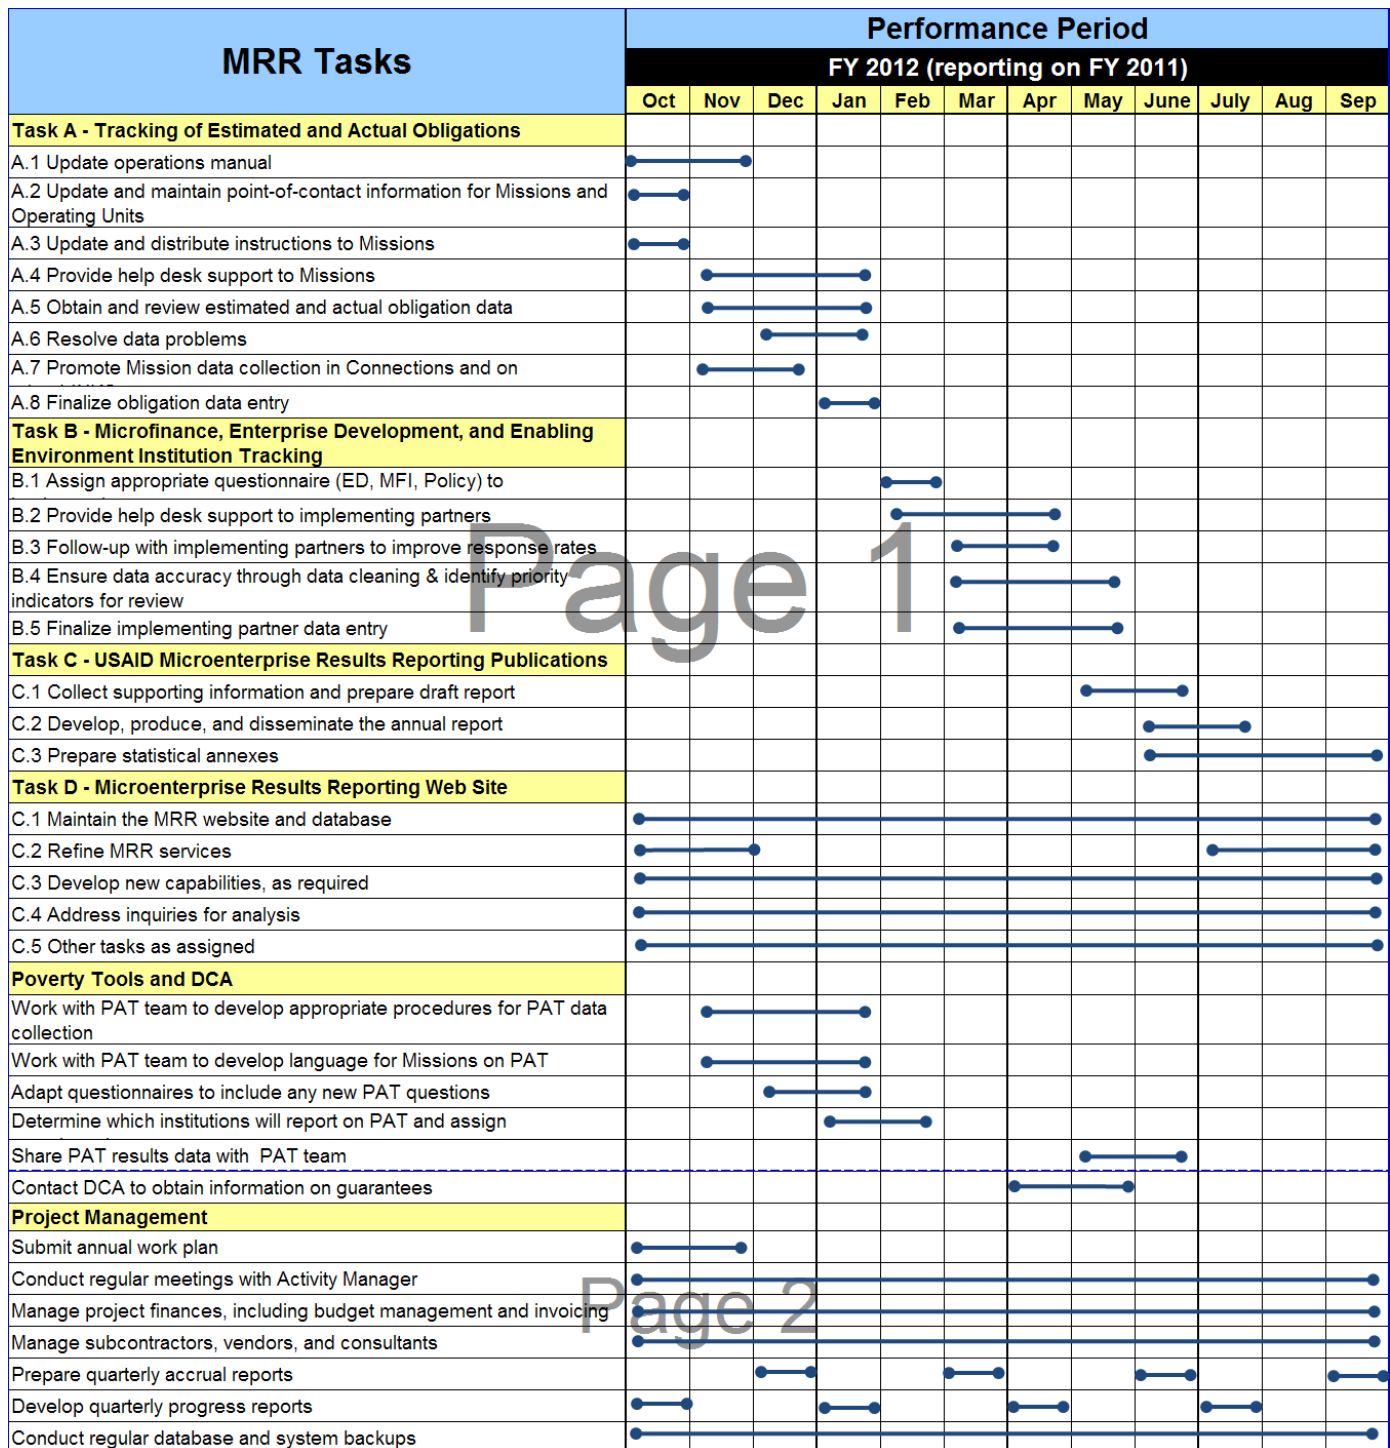 MRR Tasks
Performance Period
FY 2012 (reporting on FY 2011)
Oct Nov Dec Jan Feb Mar Apr May June July Aug Sep
Task A - Tracking of Estimated and Actual Obligations
A.1 Update operations manual
A.2 Update and maintain point-of-contact information for Missions and
Operating Units
A.3 Update and distribute instructions to Missions
A.4 Provide help desk support to Missions
A.5 Obtain and review estimated and actual obligation data
A.6 Resolve data problems
A.7 Promote Mission data collection in Connections and on
A.8 Finalize obligation data entry
Task B - Microfinance, Enterprise Development, and Enabling
Environment Institution Tracking
B.1 Assign appropriate questionnaire (ED, MFI, Policy) to
B.2 Provide help desk support to implementing partners
B.3 Follow-up with implementing partners to improve response rates
B.4 Ensure data accuracy through data cleaning & identify priority
indicators for review
Page 1
B.5 Finalize implementing partner data entry
Task C - USAID Microenterprise Results Reporting Publications
C.1 Collect supporting information and prepare draft report
C.2 Develop, produce, and disseminate the annual report
C.3 Prepare statistical annexes
Task D - Microenterprise Results Reporting Web Site
C.1 Maintain the MRR website and database
C.2 Refine MRR services
C.3 Develop new capabilities, as required
C.4 Address inquiries for analysis
C.5 Other tasks as assigned
Poverty Tools and DCA
Work with PAT team to develop appropriate procedures for PAT data
collection
Work with PAT team to develop language for Missions on PAT
Adapt questionnaires to include any new PAT questions
Determine which institutions will report on PAT and assign
Share PAT results data with PAT team
Contact DCA to obtain information on guarantees
Project Management
Submit annual work plan
Conduct regular meetings with Activity Manager
Manage project finances, including budget management and invoicing
Page 2
Manage subcontractors, vendors, and consultants
Prepare quarterly accrual reports
Develop quarterly progress reports
Conduct regular database and system backups